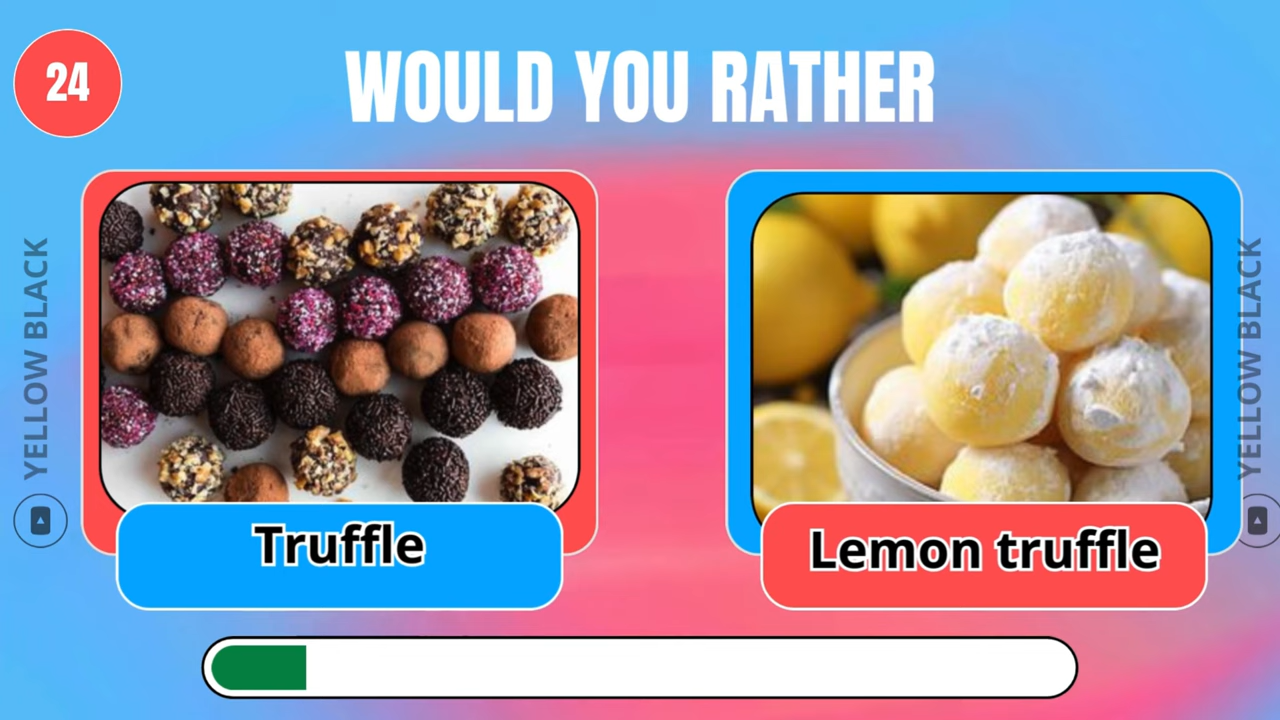 24
WOULD YOU RATHER
YELLOW BLACK
YELLOW BLACK
Truffle
Lemon truffle